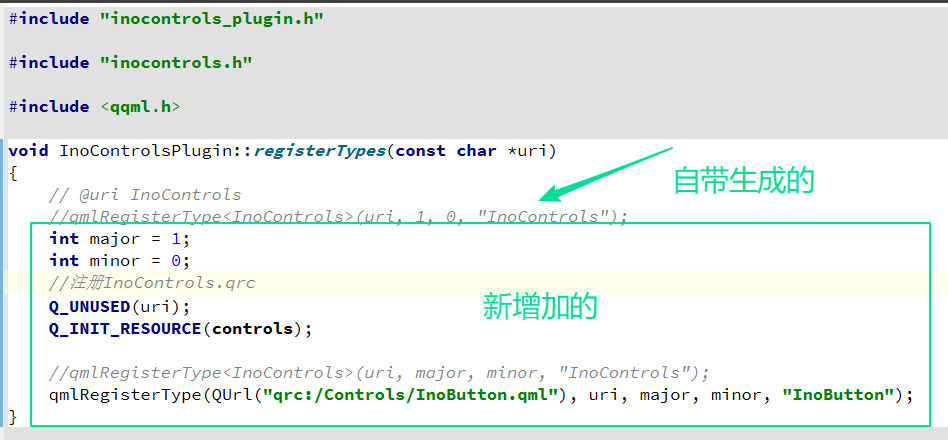 #include "inocontrols_plugin.h"
#include "inocontrols.h"
#include <qqml.h>
void InoControlsPlugin::registerTypes(const char *uri)
{
// @uri InoControls
自带生成的
//qmlRegisterType<InoControls>(uri, 1, 0, "InoControls");
int major = 1;
int minor = 0;
//注册InoControls.qrc
新增加的
Q_UNUSED(uri);
Q_INIT_RESOURCE(controls);
//qmlRegisterType<InoControls>(uri, major, minor, "InoControls");
qmlRegisterType(QUrl("qrc:/Controls/InoButton.qml"), uri, major, minor, "InoButton");
}